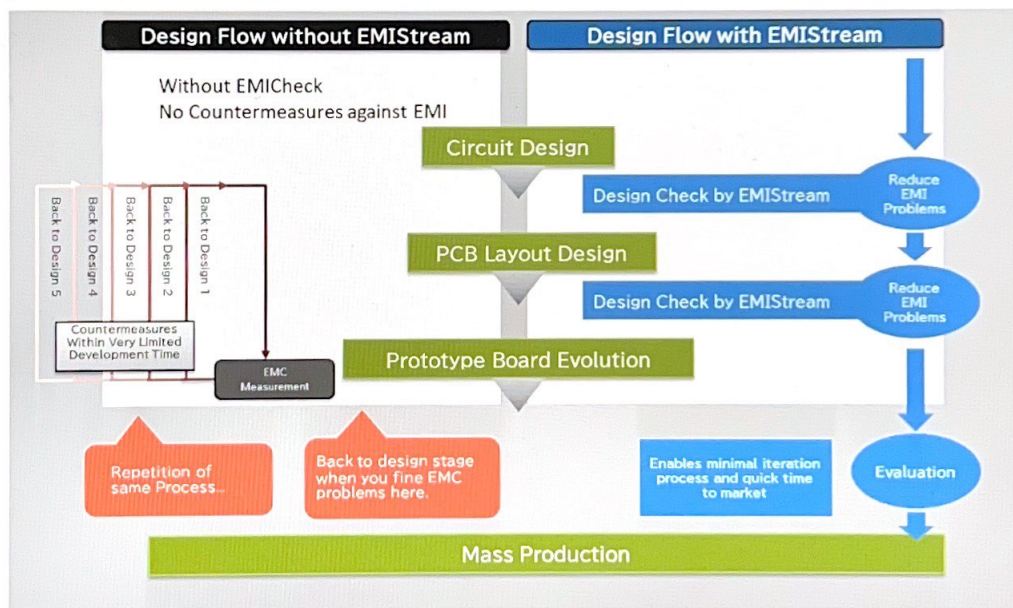 Design Flow without EMIStream
Design Flow with EMIStream
Without EMICheck
No Countermeasures against EMI
Circuit Design
Design Check by EMIStream
Reduce
EMI
Problems
Back to Design 5
Back to Design 4
Back to Design 3
Back to Design 2
Back to Design 1
PCB Layout Design
Design Check by EMIStream
Reduce
EMI
Problems
Countermeasures
Within Very Limited
Development Time
Prototype Board Evolution
EMC
Measurement
Repetition of
same Process...
Back to design stage
when you fine EMC
problems here.
Enables minimal iteration
process and quick time
to market
Evaluation
Mass Production